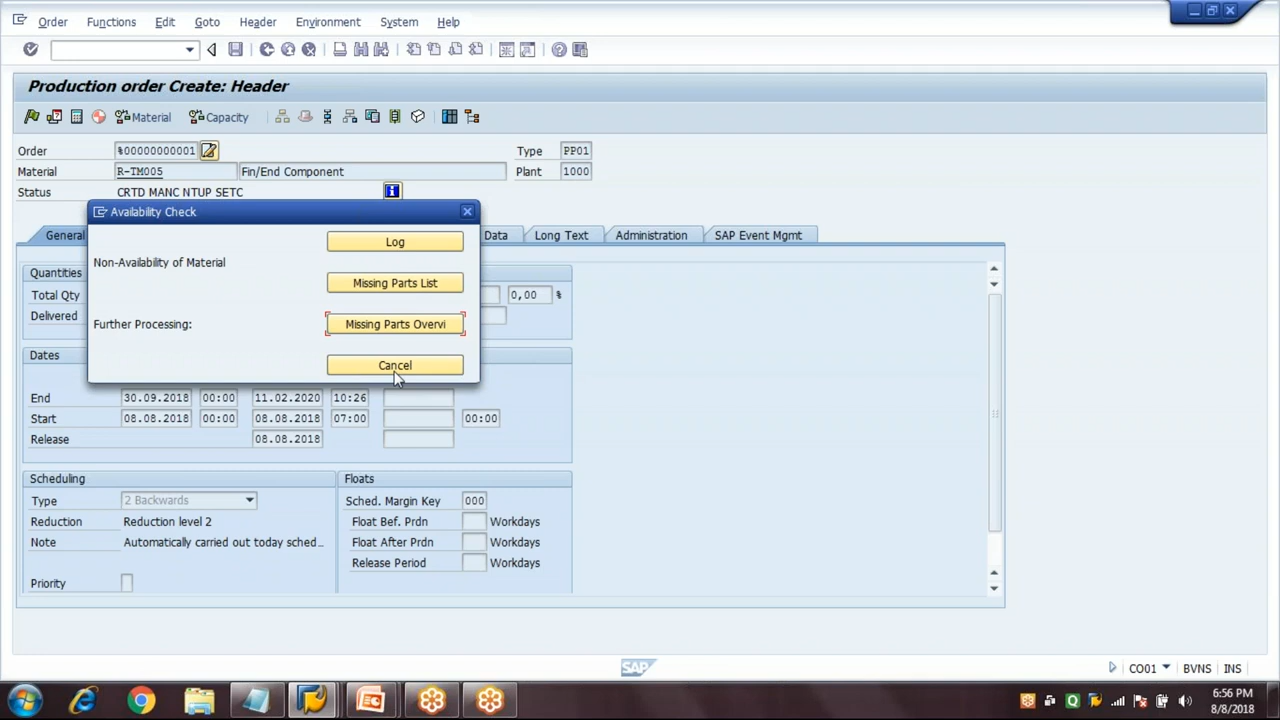 Order Functions Edit Goto Header Environment System Help
Production order Create: Header
Material Capacity
Order %00000000001 Type PP01
Material R-TM005 Fin/End Component Plant 1000
Status CRTD MANC NTUP SETC
Availability Check
General Data Long Text Administration SAP Event Mgmt
Log
Non-Availability of Material
Quantities
Missing Parts List
Total Qty 0,00 %
Delivered
Further Processing: Missing Parts Overvi
Dates
Cancel
End 30.09.2018 00:00 11.02.2020 10:26
Start 08.08.2018 00:00 08.08.2018 07:00 00:00
Release 08.08.2018
Scheduling Floats
Type 2 Backwards Sched. Margin Key 000
Reduction Reduction level 2 Float Bef. Prdn Workdays
Note Automatically carried out today sched... Float After Prdn Workdays
Release Period Workdays
Priority
SAP CO01 BVNS INS
6:56 PM
8/8/2018